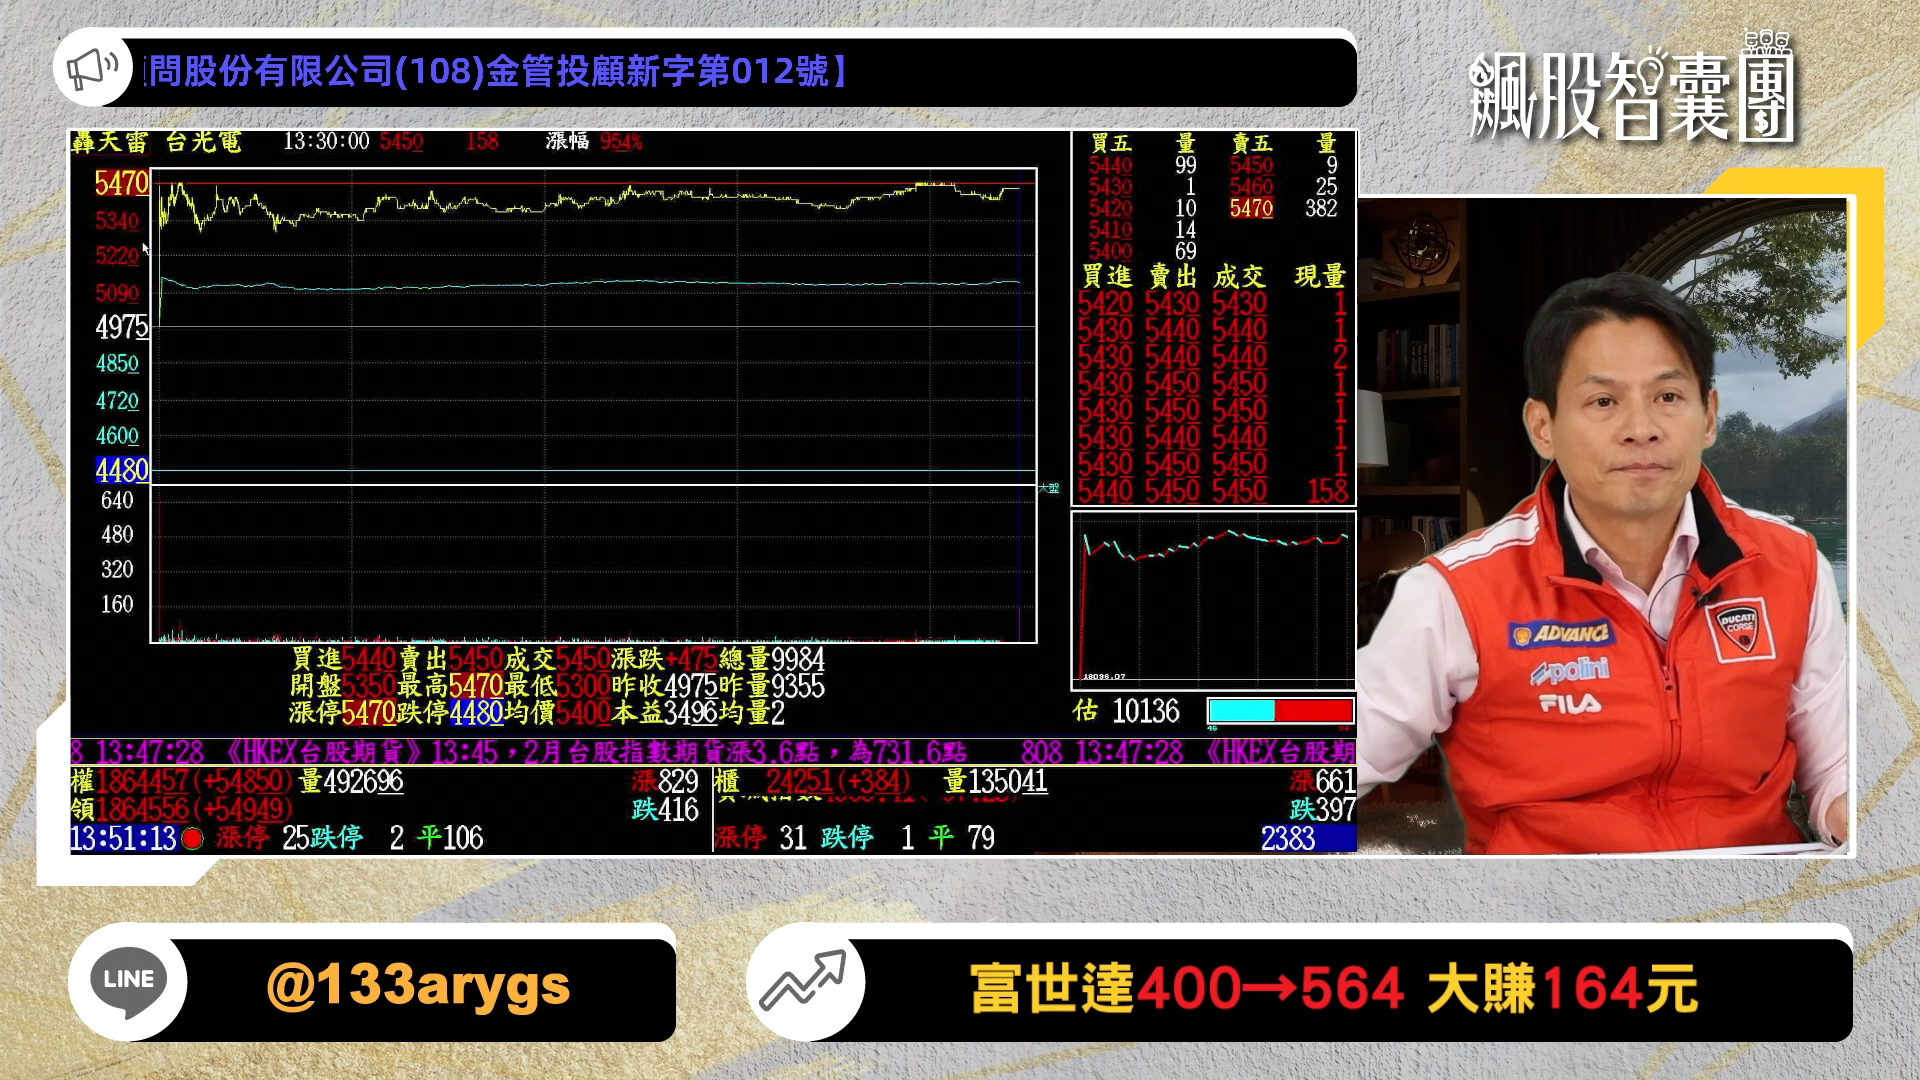 問股份有限公司(108)金管投顧新字第012號】
飆股智囊團
轟天雷 台光電 13:30:00 5450 158 漲幅 954%
5470
5340
5220
5090
4975
4850
4720
4600
4480
640
480
320
160
大盤
買五 量 賣五 量
5440 99 5450 9
5430 1 5460 25
5420 10 5470 382
5410 14
5400 69
買進 賣出 成交 現量
5420 5430 5430 1
5430 5440 5440 1
5430 5440 5440 2
5430 5450 5450 1
5430 5450 5450 1
5430 5440 5440 1
5430 5450 5450 1
5440 5450 5450 158
18096.07
估 10136
買進5440賣出5450成交5450漲跌+475總量9984
開盤5350最高5470最低5300昨收4975昨量9355
漲停5470跌停4480均價5400本益3496均量2
8 13:47:28 《HKEX台股期貨》13:45，2月台股指數期貨漲3.6點，為731.6點 808 13:47:28 《HKEX台股期
權1864457(+54850) 量492696 漲829
領1864556(+54949) 跌416
13:51:13 漲停 25跌停 2 平106
櫃 24251(+384) 量135041 漲661
跌397
漲停 31 跌停 1 平 79 2383
ADVANCE
polini
FILA
DUCATI
CORSE
LINE
@133arygs
富世達400→564 大賺164元